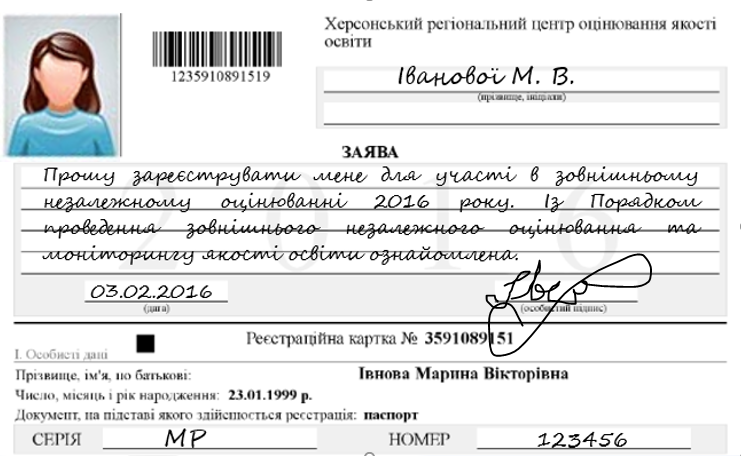 Херсонський регіональний центр оцінювання якості
освіти
1235910891519
Іванової М. В.
(прізвище, ініціали)
ЗАЯВА
Прошу зареєструвати мене для участі в зовнішньому
незалежному оцінюванні 2016 року. Із Порядком
проведення зовнішнього незалежного оцінювання та
моніторингу якості освіти ознайомлена.
2016
03.02.2016
(дата)
(особистий підпис)
Реєстраційна картка № 3591089151
І. Особисті дані
Прізвище, ім'я, по батькові: Івнова Марина Вікторівна
Число, місяць і рік народження: 23.01.1999 р.
Документ, на підставі якого здійснюється реєстрація: паспорт
СЕРІЯ МР НОМЕР 123456